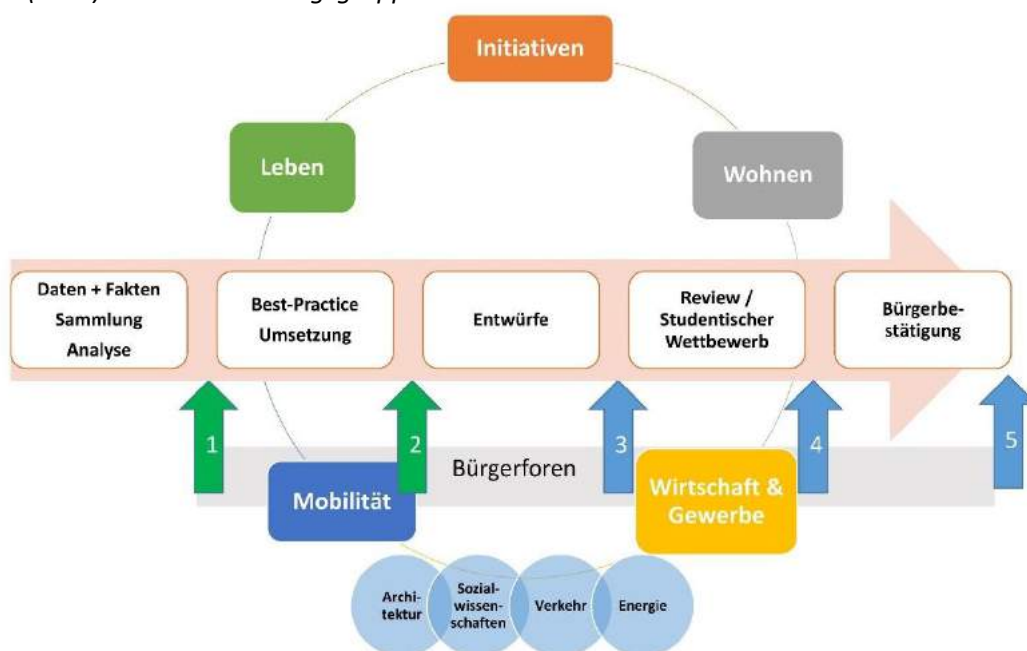 Initiativen
Leben
Wohnen
Daten + Fakten
Sammlung
Analyse
Best-Practice
Umsetzung
Entwürfe
Review /
Studentischer
Wettbewerb
Bürgerbe-
stätigung
1
2
3
4
5
Bürgerforen
Mobilität
Wirtschaft &
Gewerbe
Archi-
tektur
Sozial-
wissen-
schaften
Verkehr
Energie